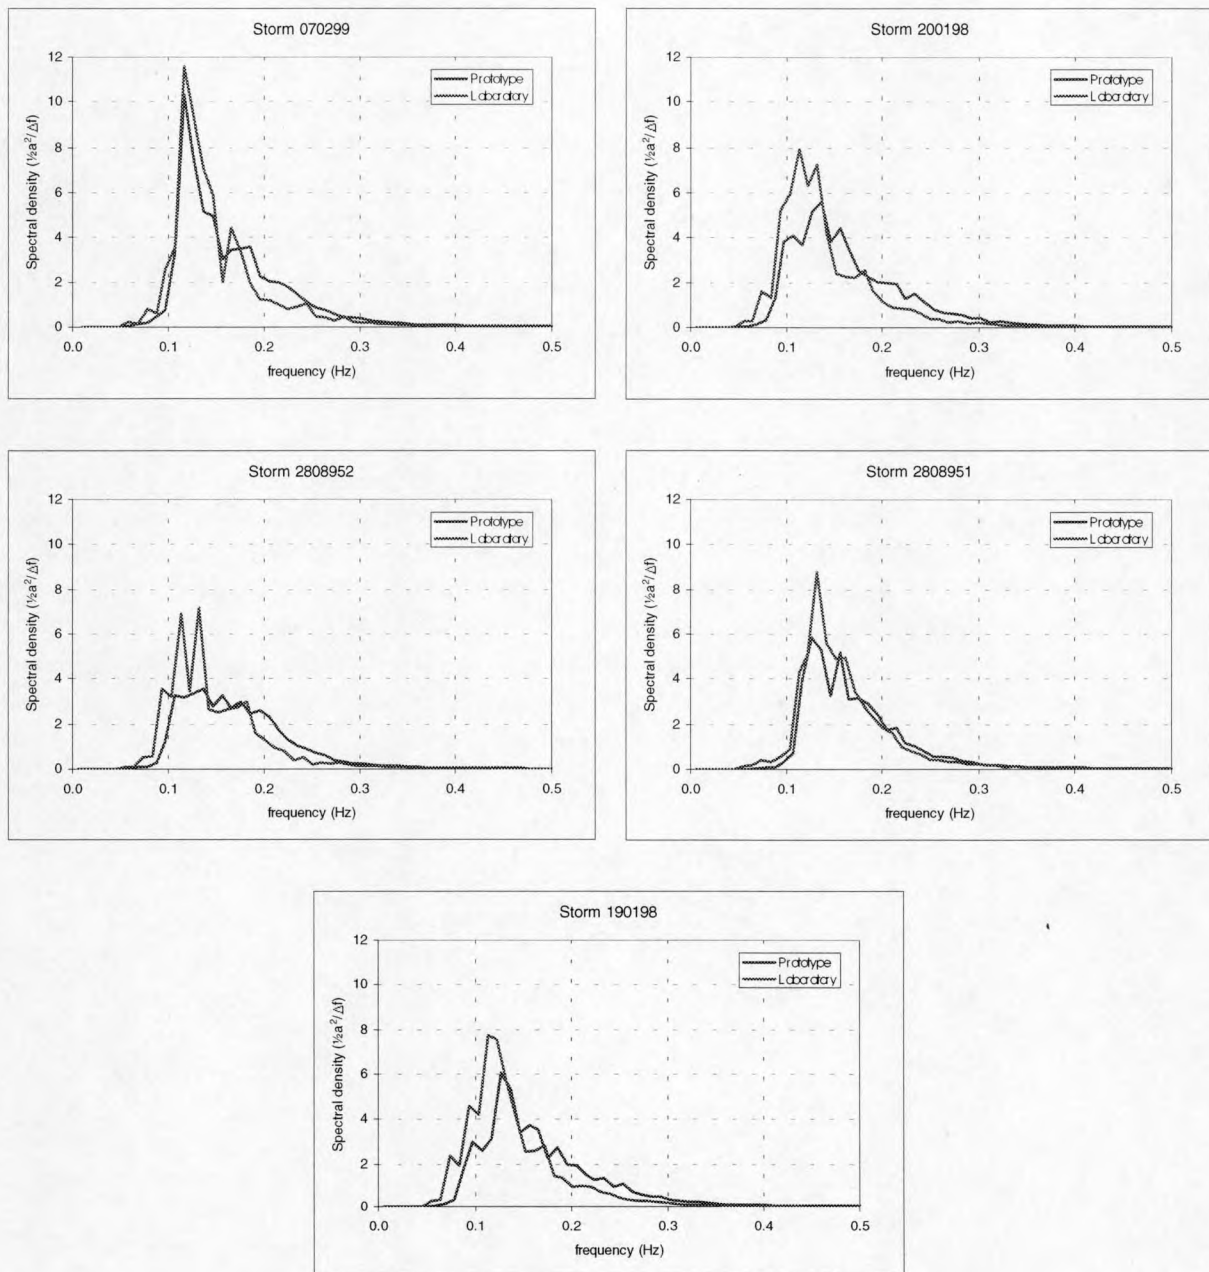 Storm 070299
12
10
8
6
4
2
0
Spectral density (½a²/Δf)
Prototype
Laboratory
0.0 0.1 0.2 0.3 0.4 0.5
frequency (Hz)
Storm 200198
12
10
8
6
4
2
0
Spectral density (½a²/Δf)
Prototype
Laboratory
0.0 0.1 0.2 0.3 0.4 0.5
frequency (Hz)
Storm 2808952
12
10
8
6
4
2
0
Spectral density (½a²/Δf)
Prototype
Laboratory
0.0 0.1 0.2 0.3 0.4 0.5
frequency (Hz)
Storm 2808951
12
10
8
6
4
2
0
Spectral density (½a²/Δf)
Prototype
Laboratory
0.0 0.1 0.2 0.3 0.4 0.5
frequency (Hz)
Storm 190198
12
10
8
6
4
2
0
Spectral density (½a²/Δf)
Prototype
Laboratory
0.0 0.1 0.2 0.3 0.4 0.5
frequency (Hz)